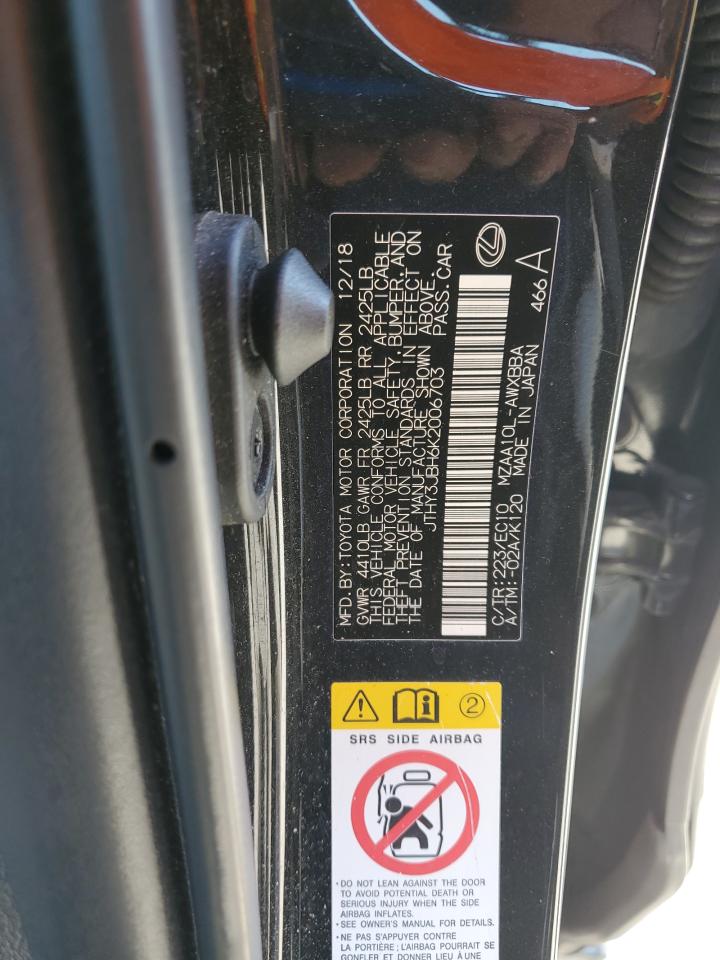 MFD.BY:TOYOTA MOTOR CORPORATION 12/18
GVWR 4410LB GAWR FR 2425LB RR 2425LB
THIS VEHICLE CONFORMS TO ALL APPLICABLE
FEDERAL MOTOR VEHICLE SAFETY, BUMPER, AND
THEFT PREVENTION STANDARDS IN EFFECT ON
THE DATE OF MANUFACTURE SHOWN ABOVE.
JTHY3JBH6K2006703 PASS.CAR
C/TR:223/EC10 MZAA10L-AWXBBA
A/TM:-02A/K120 MADE IN JAPAN
466 A
2
SRS SIDE AIRBAG
• DO NOT LEAN AGAINST THE DOOR
TO AVOID POTENTIAL DEATH OR
SERIOUS INJURY WHEN THE SIDE
AIRBAG INFLATES.
• SEE OWNER'S MANUAL FOR DETAILS.
• NE PAS S'APPUYER CONTRE
LA PORTIERE; L'AIRBAG POURRAIT SE
GONFLER ET DONNER LIEU À UNE